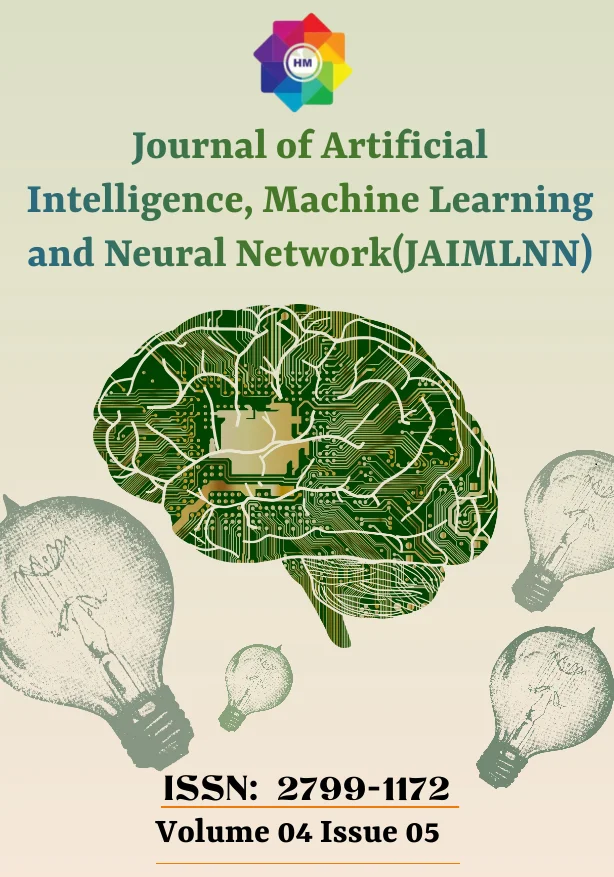 HM
Journal of Artificial
Intelligence, Machine Learning
and Neural Network(JAIMLNN)
ISSN: 2799-1172
Volume 04 Issue 05